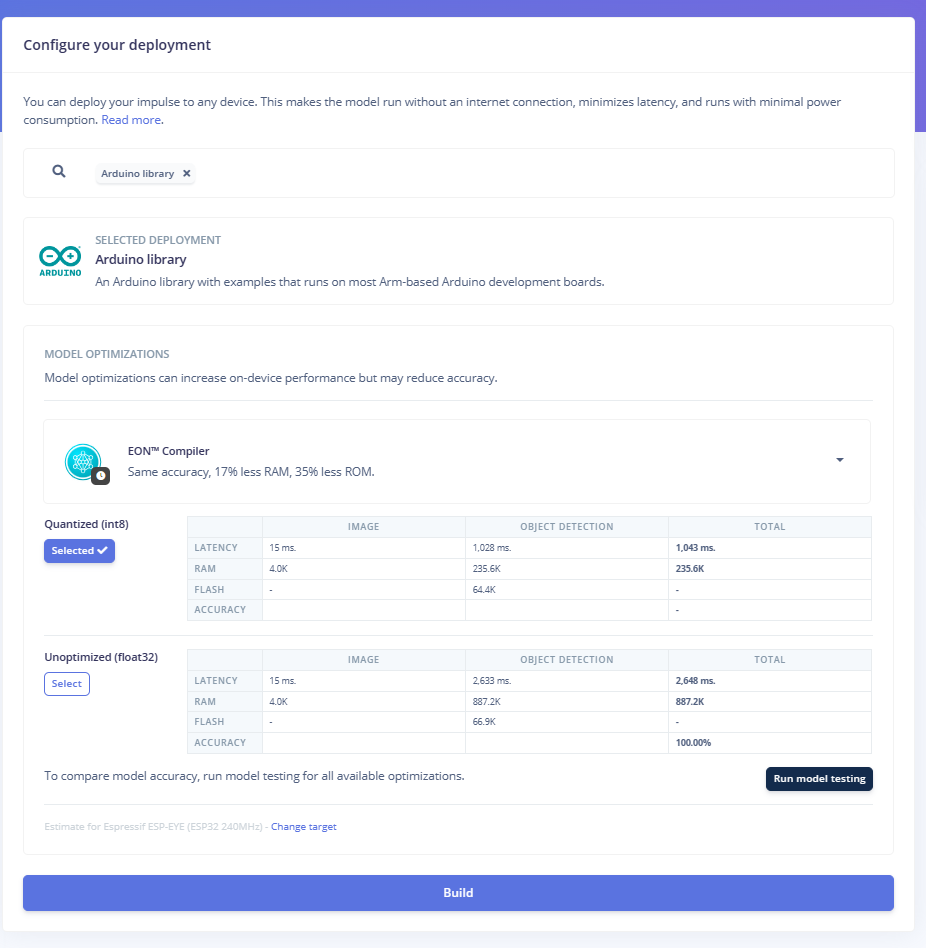 Configure your deployment
You can deploy your impulse to any device. This makes the model run without an internet connection, minimizes latency, and runs with minimal power
consumption. Read more.
Arduino library ×
ARDUINO
SELECTED DEPLOYMENT
Arduino library
An Arduino library with examples that runs on most Arm-based Arduino development boards.
MODEL OPTIMIZATIONS
Model optimizations can increase on-device performance but may reduce accuracy.
EON™ Compiler
Same accuracy, 17% less RAM, 35% less ROM.
Quantized (int8)
Selected ✓
IMAGE OBJECT DETECTION TOTAL
LATENCY 15 ms. 1,028 ms. 1,043 ms.
RAM 4.0K 235.6K 235.6K
FLASH - 64.4K -
ACCURACY -
Unoptimized (float32)
Select
IMAGE OBJECT DETECTION TOTAL
LATENCY 15 ms. 2,633 ms. 2,648 ms.
RAM 4.0K 887.2K 887.2K
FLASH - 66.9K -
ACCURACY 100.00%
To compare model accuracy, run model testing for all available optimizations.
Run model testing
Estimate for Espressif ESP-EYE (ESP32 240MHz) - Change target
Build